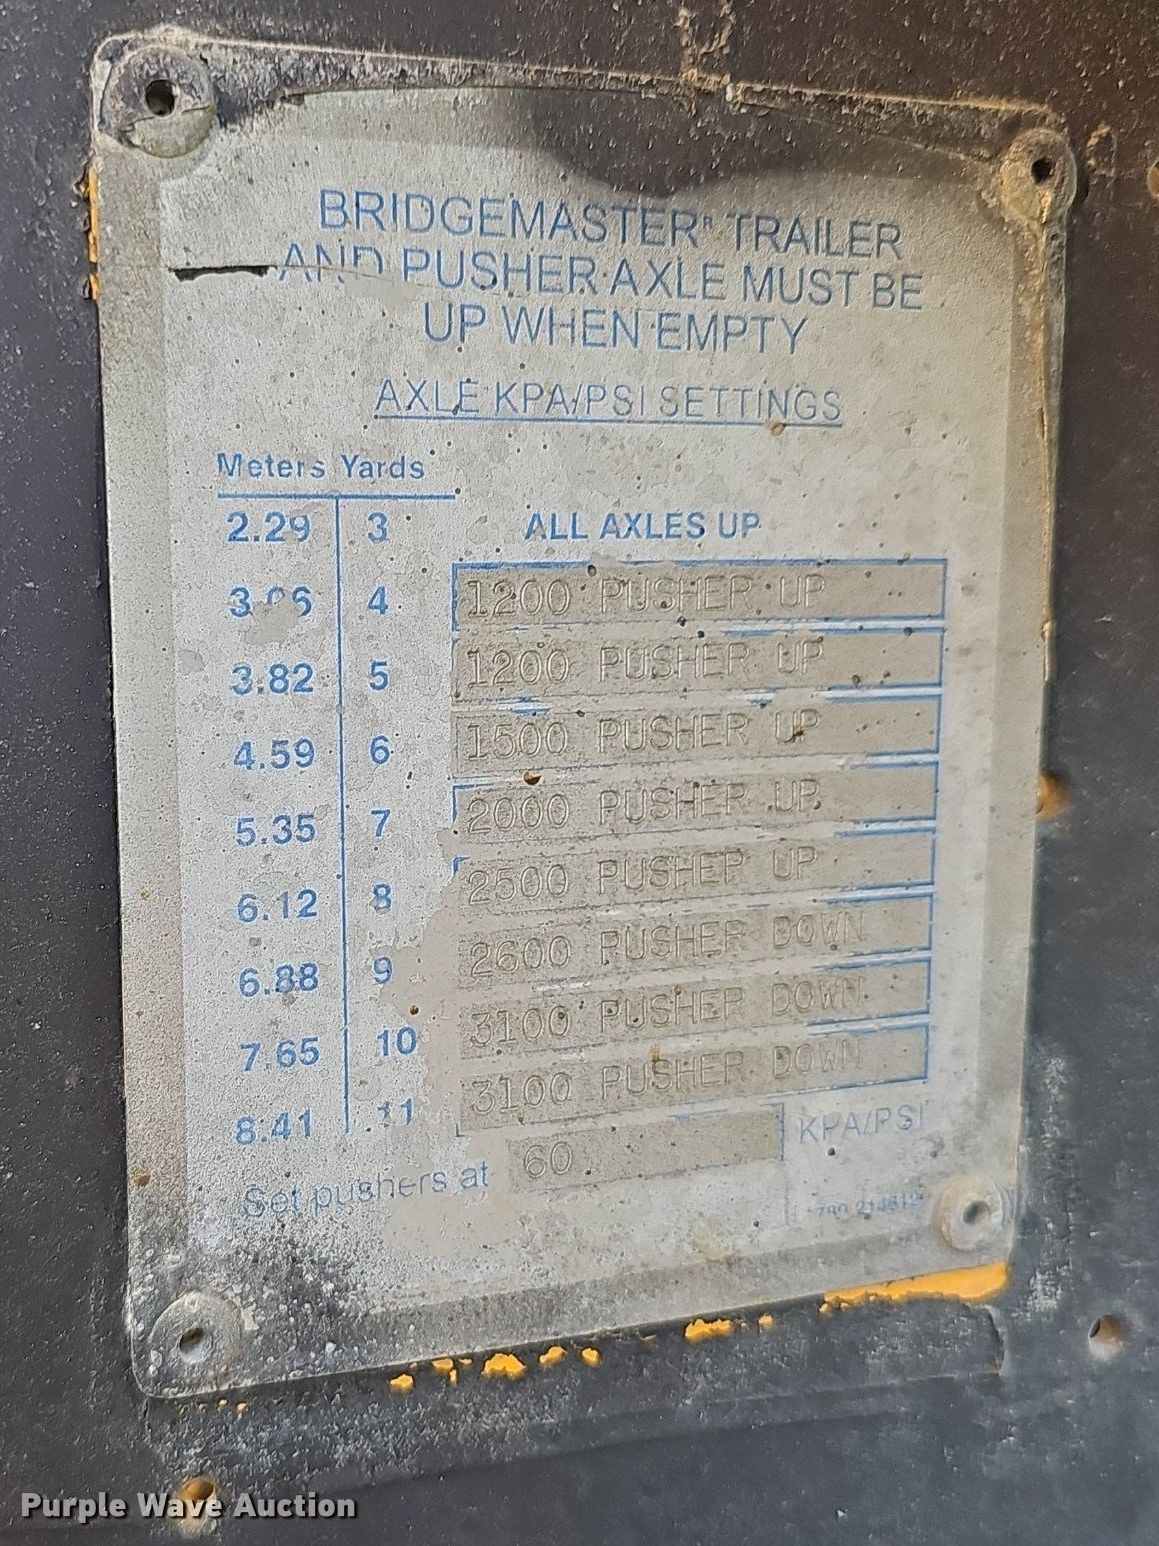 BRIDGEMASTER® TRAILER
AND PUSHER AXLE MUST BE
UP WHEN EMPTY
AXLE KPA/PSI SETTINGS
Meters Yards
2.29 3 ALL AXLES UP
4 1200 PUSHER UP
3.82 5 1200 PUSHER UP
4.59 6 1500 PUSHER UP
5.35 7 2000 PUSHER UP
6.12 8 2500 PUSHER UP
6.88 9 2600 PUSHER DOWN
7.65 10 3100 PUSHER DOWN
8.41 11 3100 PUSHER DOWN
Set pushers at 60 KPA/PSI
Purple Wave Auction